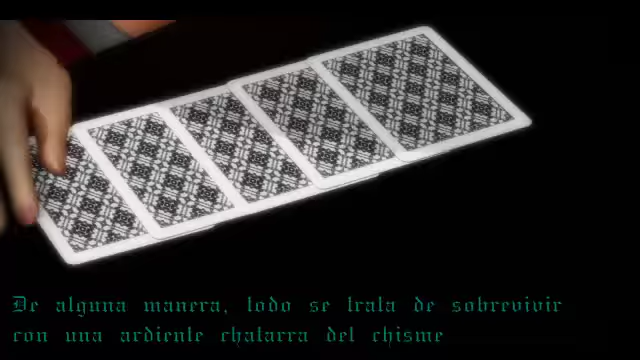 De alguna manera, todo se trata de sobrevivir
con una ardiente chatarra del chisme